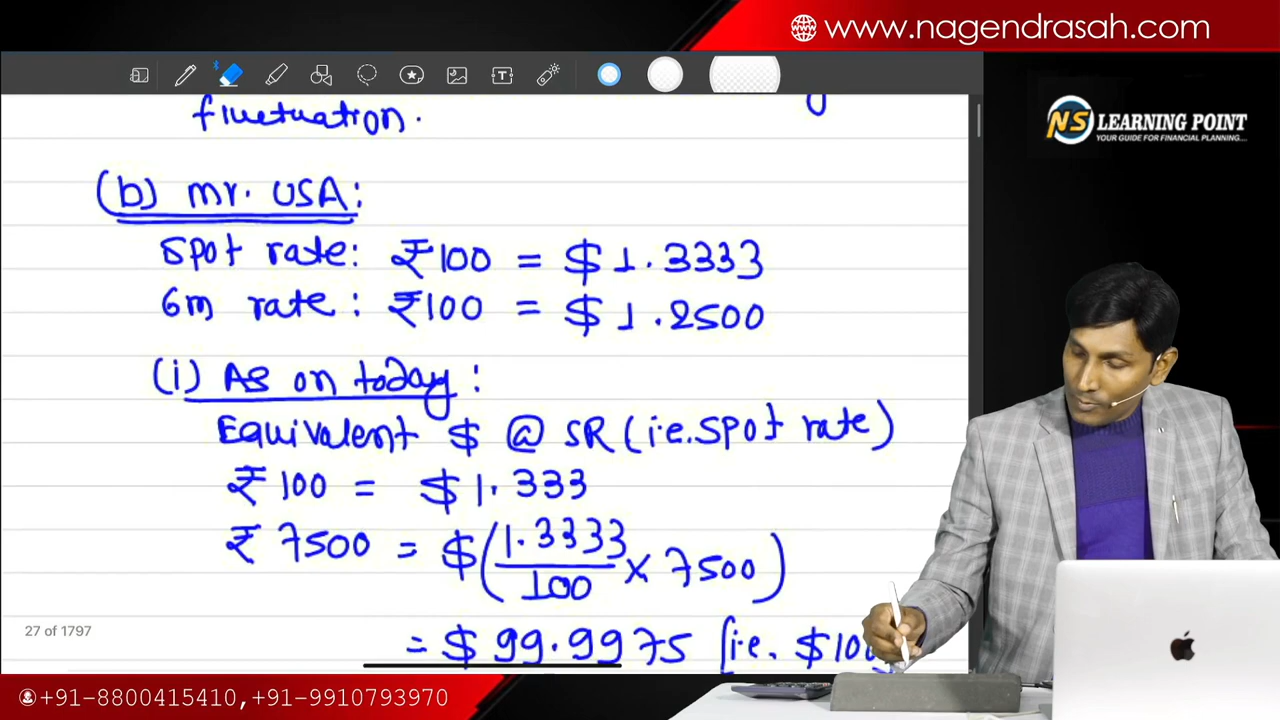 www.nagendrasah.com
NS LEARNING POINT
YOUR GUIDE FOR FINANCIAL PLANNING....
fluctuation.
(b) Mr. USA:
Spot rate: ₹100 = $ 1.3333
6m rate: ₹100 = $ 1.2500
(i) As on today:
Equivalent $ @ SR (i.e. Spot rate)
₹ 100 = $ 1.333
₹ 7500 = $(1.3333/100 × 7500)
= $ 99.9975 [i.e. $100]
27 of 1797
+91-8800415410,+91-9910793970